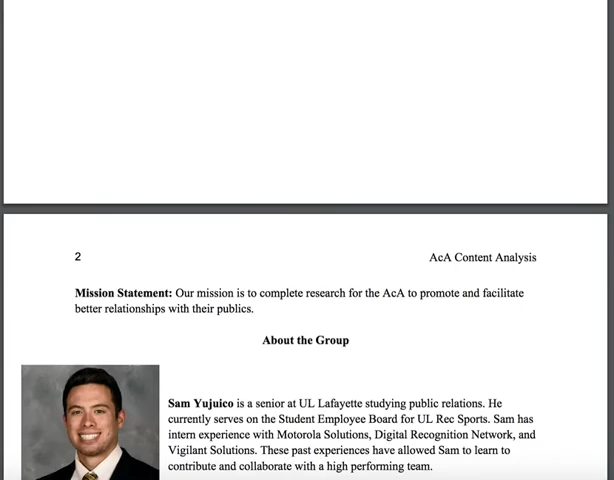 2
AcA Content Analysis
Mission Statement: Our mission is to complete research for the AcA to promote and facilitate
better relationships with their publics.
About the Group
Sam Yujuico is a senior at UL Lafayette studying public relations. He
currently serves on the Student Employee Board for UL Rec Sports. Sam has
intern experience with Motorola Solutions, Digital Recognition Network, and
Vigilant Solutions. These past experiences have allowed Sam to learn to
contribute and collaborate with a high performing team.